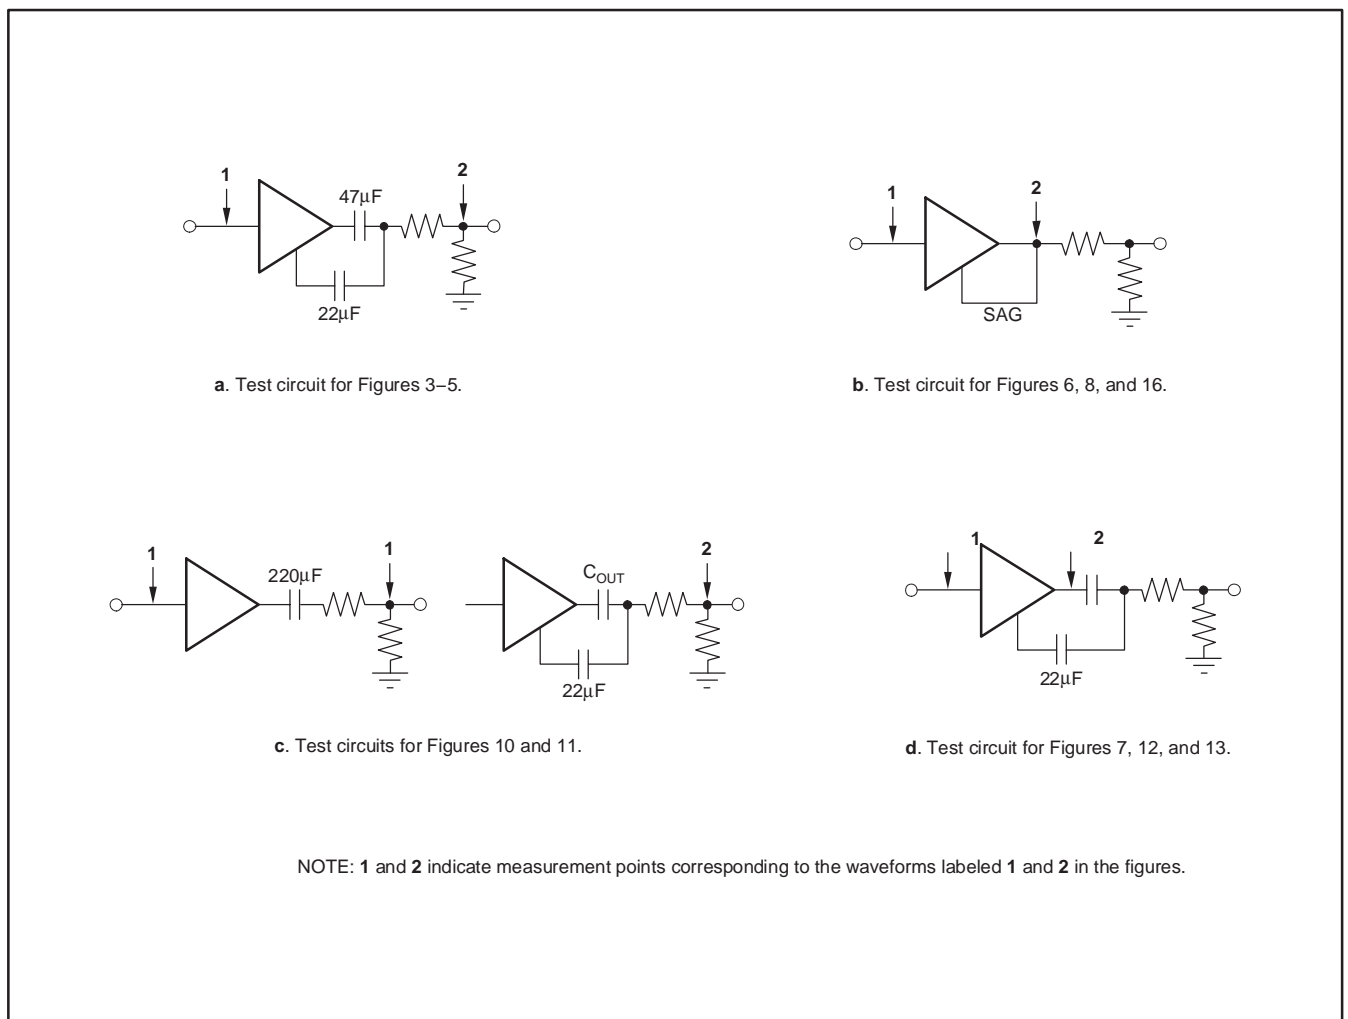 1
2
47μF
22μF
a. Test circuit for Figures 3–5.
1
2
SAG
b. Test circuit for Figures 6, 8, and 16.
1
1
220μF
2
COUT
22μF
c. Test circuits for Figures 10 and 11.
1
2
22μF
d. Test circuit for Figures 7, 12, and 13.
NOTE: 1 and 2 indicate measurement points corresponding to the waveforms labeled 1 and 2 in the figures.